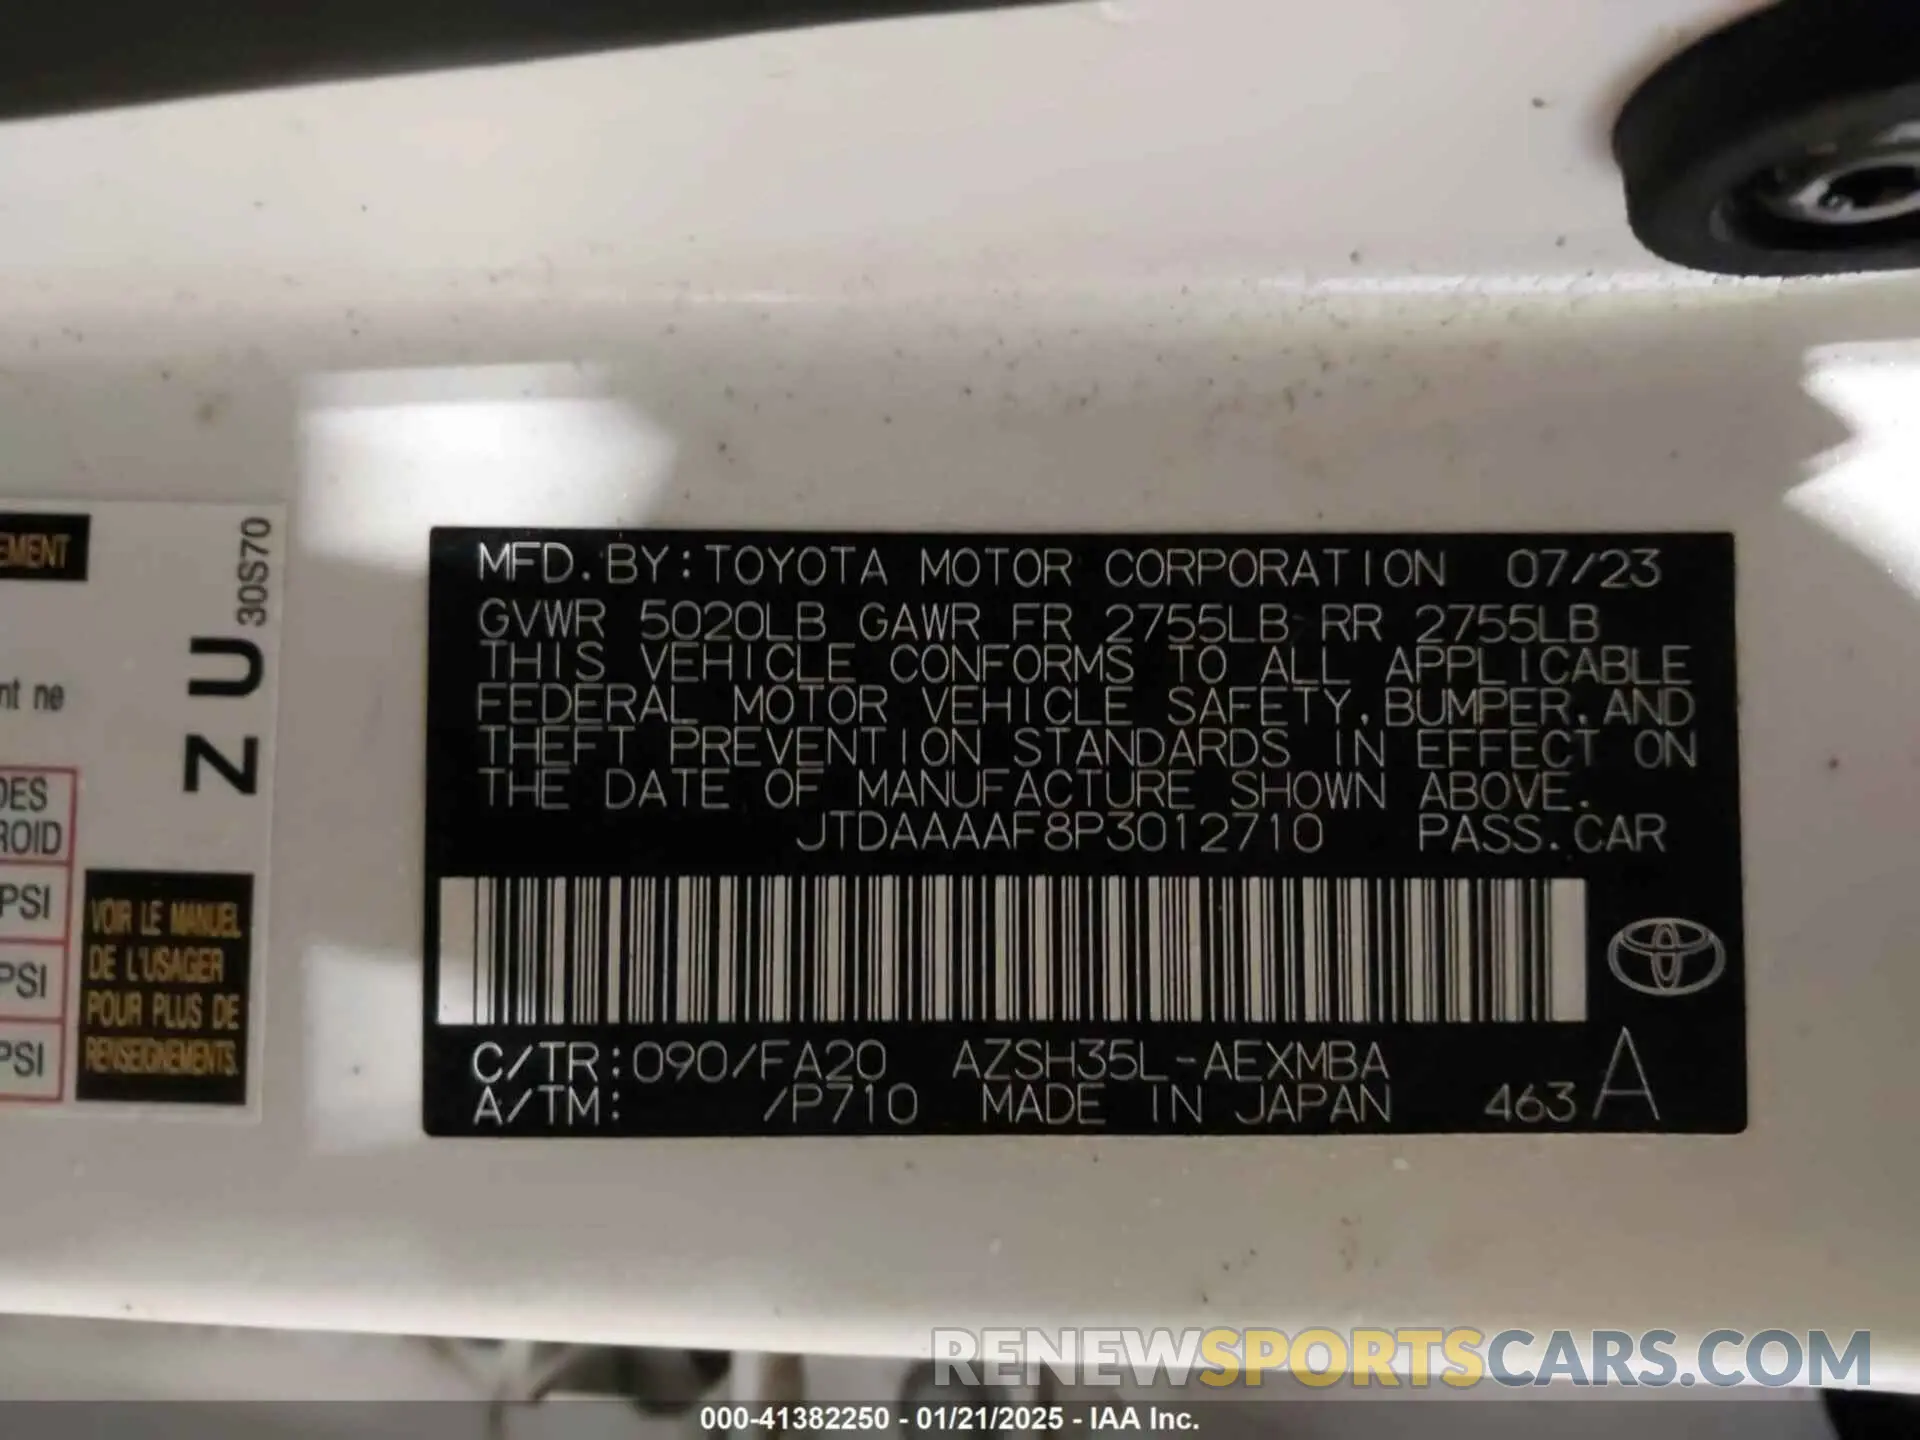 EMENT
ZU 30S70
nt ne
DES
ROID
PSI
PSI
PSI
VOIR LE MANUEL
DE L'USAGER
POUR PLUS DE
RENSEIGNEMENTS.
MFD. BY: TOYOTA MOTOR CORPORATION 07/23
GVWR 5020LB GAWR FR 2755LB RR 2755LB
THIS VEHICLE CONFORMS TO ALL APPLICABLE
FEDERAL MOTOR VEHICLE SAFETY, BUMPER, AND
THEFT PREVENTION STANDARDS IN EFFECT ON
THE DATE OF MANUFACTURE SHOWN ABOVE.
JTDAAAAF8P3012710 PASS. CAR
C/TR: 090/FA20 AZSH35L-AEXMBA
A/TM: /P710 MADE IN JAPAN 463 A
RENEWSPORTSCARS.COM
000-41382250 - 01/21/2025 - IAA Inc.